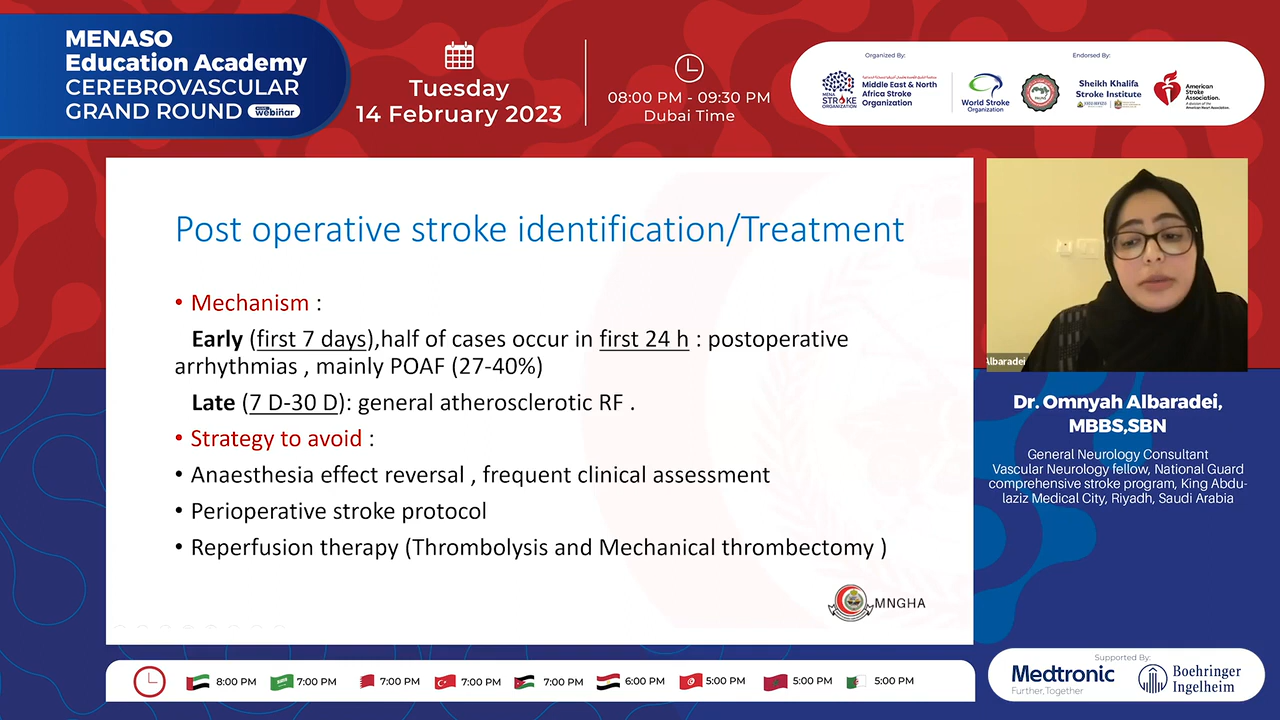 MENASO
Education Academy
CEREBROVASCULAR
GRAND ROUND webinar
Tuesday
14 February 2023
08:00 PM - 09:30 PM
Dubai Time
Organized By:
MENA
STROKE
ORGANIZATION
Middle East & North
Africa Stroke
Organization
Endorsed By:
World Stroke
Organization
Sheikh Khalifa
Stroke Institute
American
Stroke
Association.
A division of the
American Heart Association.
Post operative stroke identification/Treatment
• Mechanism :
Early (first 7 days),half of cases occur in first 24 h : postoperative
arrhythmias , mainly POAF (27-40%)
Late (7 D-30 D): general atherosclerotic RF .
• Strategy to avoid :
• Anaesthesia effect reversal , frequent clinical assessment
• Perioperative stroke protocol
• Reperfusion therapy (Thrombolysis and Mechanical thrombectomy )
MNGHA
Albaradei
Dr. Omnyah Albaradei,
MBBS,SBN
General Neurology Consultant
Vascular Neurology fellow, National Guard
comprehensive stroke program, King Abdu-
laziz Medical City, Riyadh, Saudi Arabia
8:00 PM
7:00 PM
7:00 PM
7:00 PM
7:00 PM
6:00 PM
5:00 PM
5:00 PM
5:00 PM
Supported By:
Medtronic
Further, Together
Boehringer
Ingelheim